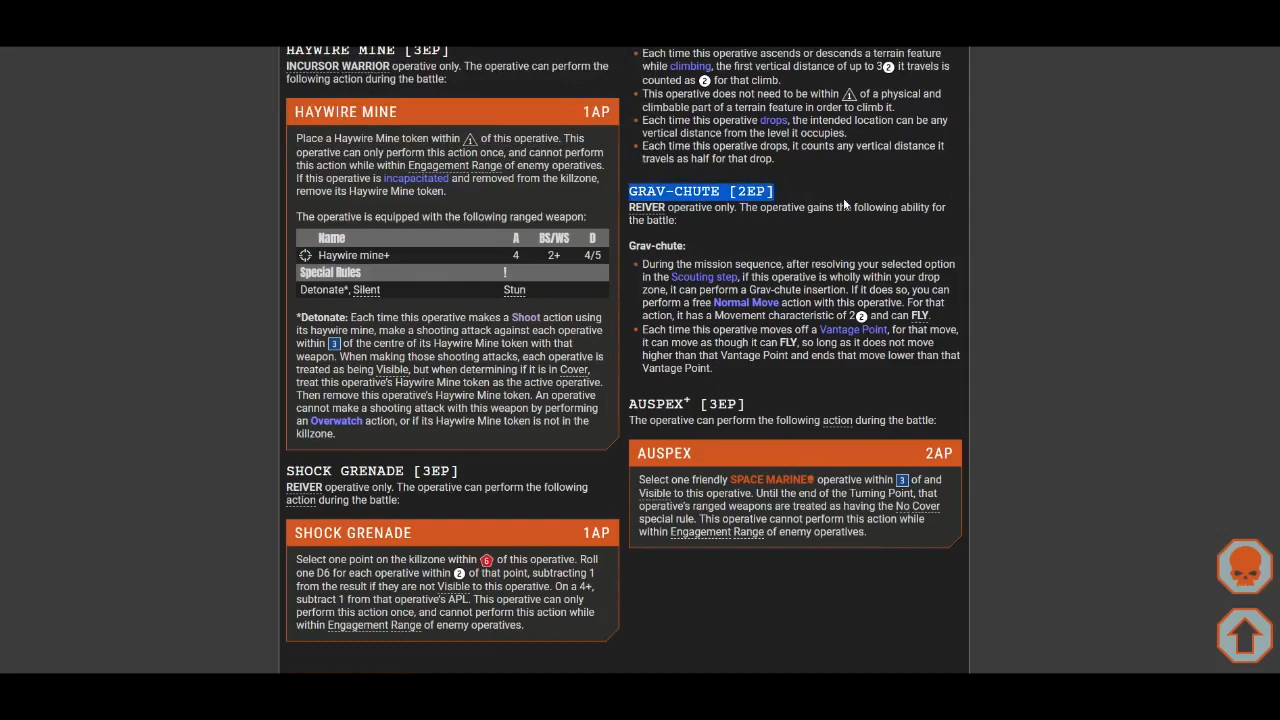 HAYWIRE MINE [3EP]
INCURSOR WARRIOR operative only. The operative can perform the
following action during the battle:
HAYWIRE MINE 1AP
Place a Haywire Mine token within of this operative. This
operative can only perform this action once, and cannot perform
this action while within Engagement Range of enemy operatives.
If this operative is incapacitated and removed from the killzone,
remove its Haywire Mine token.
The operative is equipped with the following ranged weapon:
Name A BS/WS D
Haywire mine+ 4 2+ 4/5
Special Rules !
Detonate*, Silent Stun
*Detonate: Each time this operative makes a Shoot action using
its haywire mine, make a shooting attack against each operative
within 3 of the centre of its Haywire Mine token with that
weapon. When making those shooting attacks, each operative is
treated as being Visible, but when determining if it is in Cover,
treat this operative's Haywire Mine token as the active operative.
Then remove this operative's Haywire Mine token. An operative
cannot make a shooting attack with this weapon by performing
an Overwatch action, or if its Haywire Mine token is not in the
killzone.
SHOCK GRENADE [3EP]
REIVER operative only. The operative can perform the following
action during the battle:
SHOCK GRENADE 1AP
Select one point on the killzone within 6 of this operative. Roll
one D6 for each operative within 2 of that point, subtracting 1
from the result if they are not Visible to this operative. On a 4+,
subtract 1 from that operative's APL. This operative can only
perform this action once, and cannot perform this action while
within Engagement Range of enemy operatives.
Each time this operative ascends or descends a terrain feature
while climbing, the first vertical distance of up to 3 2 it travels is
counted as 2 for that climb.
This operative does not need to be within 1 of a physical and
climbable part of a terrain feature in order to climb it.
Each time this operative drops, the intended location can be any
vertical distance from the level it occupies.
Each time this operative drops, it counts any vertical distance it
travels as half for that drop.
GRAV-CHUTE [2EP]
REIVER operative only. The operative gains the following ability for
the battle:
Grav-chute:
During the mission sequence, after resolving your selected option
in the Scouting step, if this operative is wholly within your drop
zone, it can perform a Grav-chute insertion. If it does so, you can
perform a free Normal Move action with this operative. For that
action, it has a Movement characteristic of 2 2 and can FLY.
Each time this operative moves off a Vantage Point, for that move,
it can move as though it can FLY, so long as it does not move
higher than that Vantage Point and ends that move lower than that
Vantage Point.
AUSPEX+ [3EP]
The operative can perform the following action during the battle:
AUSPEX 2AP
Select one friendly SPACE MARINE operative within 3 of and
Visible to this operative. Until the end of the Turning Point, that
operative's ranged weapons are treated as having the No Cover
special rule. This operative cannot perform this action while
within Engagement Range of enemy operatives.